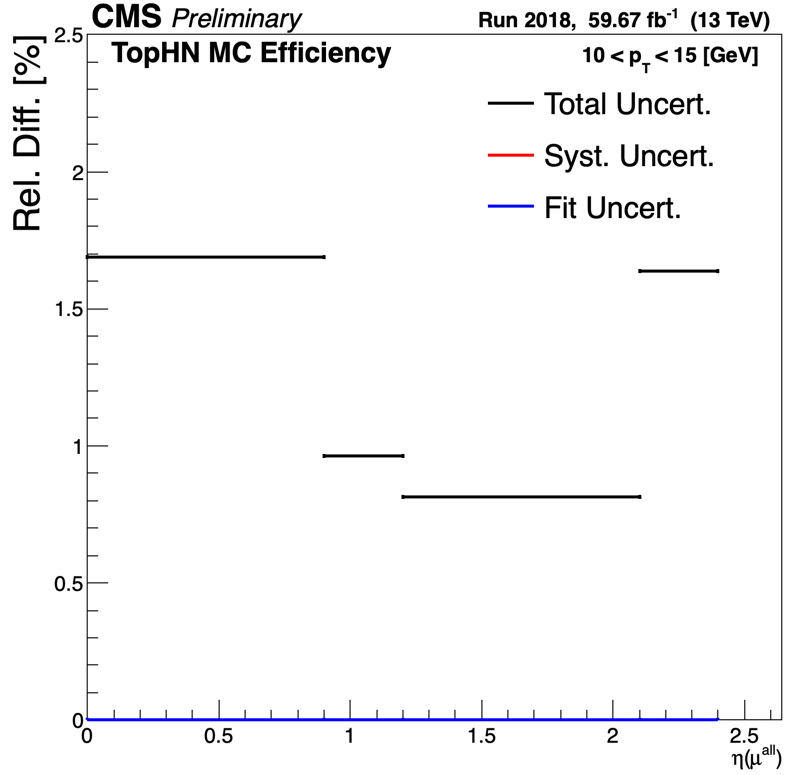 CMS Preliminary
Run 2018, 59.67 fb⁻¹ (13 TeV)
TopHN MC Efficiency
10 < p_T < 15 [GeV]
Total Uncert.
Syst. Uncert.
Fit Uncert.
Rel. Diff. [%]
2.5
2
1.5
1
0.5
0
0 0.5 1 1.5 2 2.5
η(μ^all)